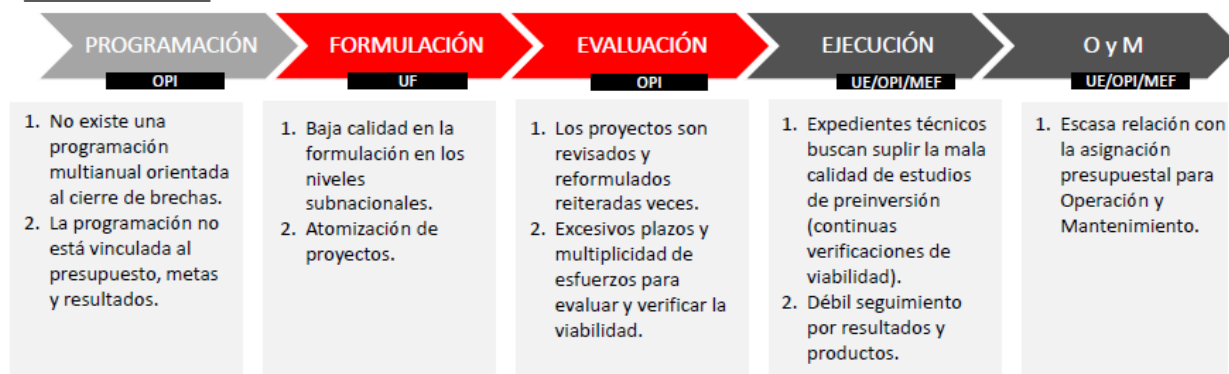 PROGRAMACIÓN
OPI
1. No existe una
programación
multianual orientada
al cierre de brechas.
2. La programación no
está vinculada al
presupuesto, metas
y resultados.
FORMULACIÓN
UF
1. Baja calidad en la
formulación en los
niveles
subnacionales.
2. Atomización de
proyectos.
EVALUACIÓN
OPI
1. Los proyectos son
revisados y
reformulados
reiteradas veces.
2. Excesivos plazos y
multiplicidad de
esfuerzos para
evaluar y verificar la
viabilidad.
EJECUCIÓN
UE/OPI/MEF
1. Expedientes técnicos
buscan suplir la mala
calidad de estudios
de preinversión
(continuas
verificaciones de
viabilidad).
2. Débil seguimiento
por resultados y
productos.
O y M
UE/OPI/MEF
1. Escasa relación con
la asignación
presupuestal para
Operación y
Mantenimiento.